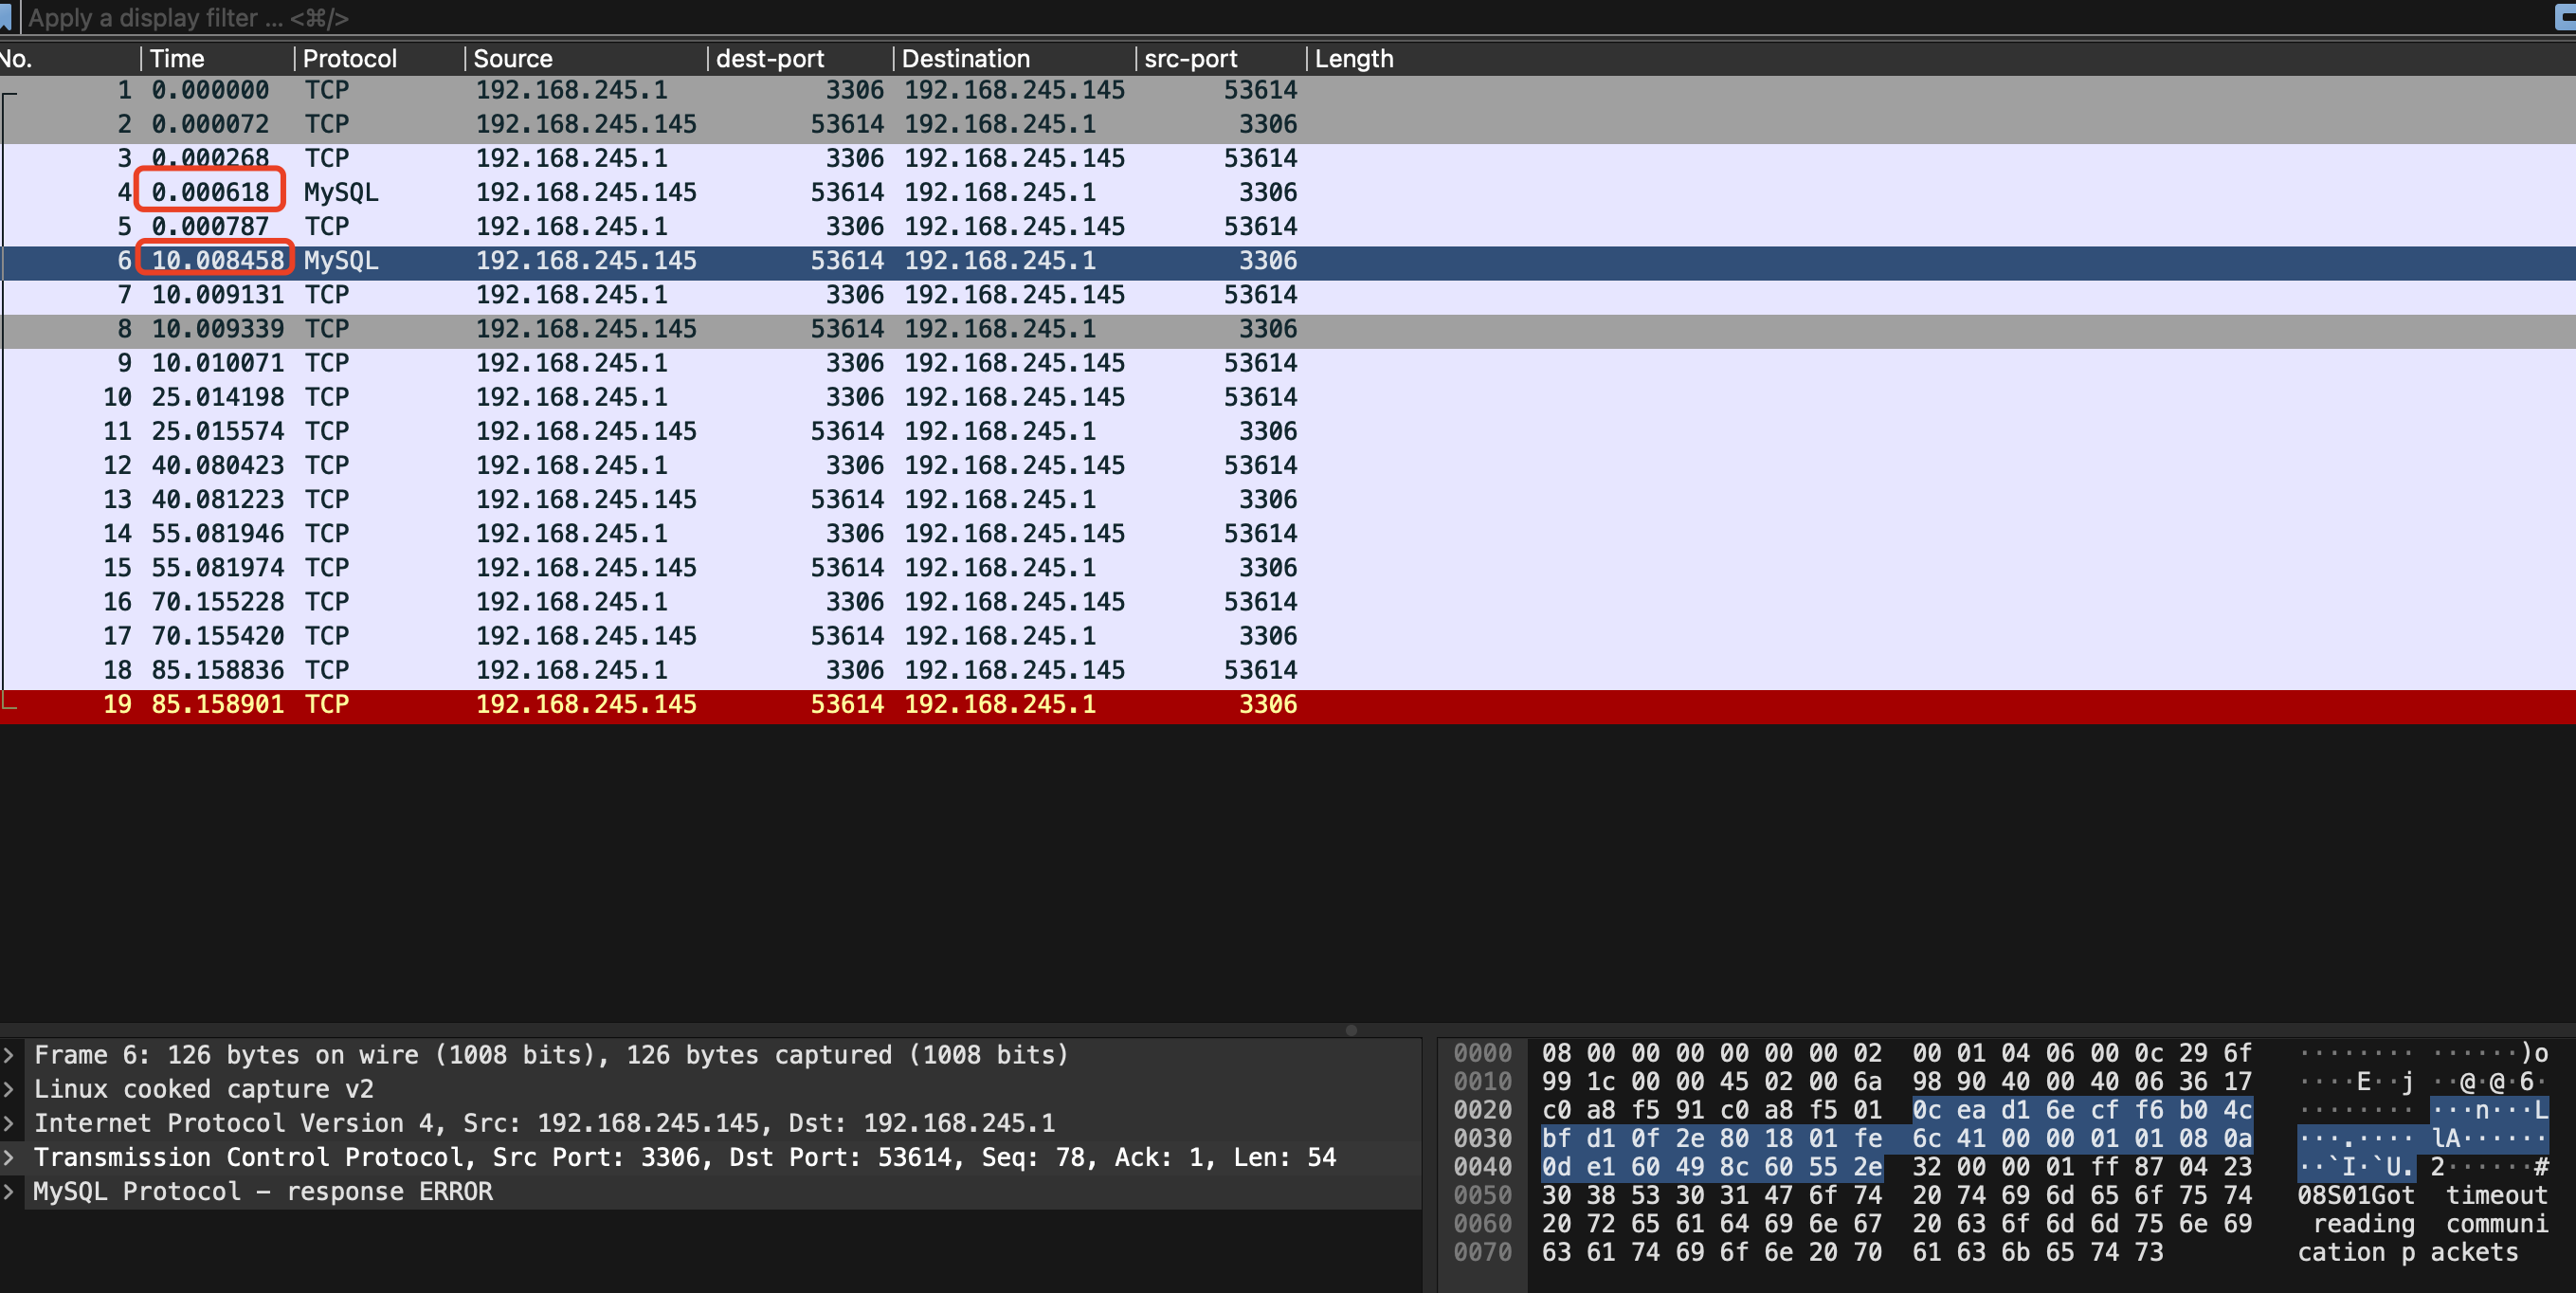 Apply a display filter ... <⌘/>
No. Time Protocol Source dest-port Destination src-port Length
1 0.000000 TCP 192.168.245.1 3306 192.168.245.145 53614
2 0.000072 TCP 192.168.245.145 53614 192.168.245.1 3306
3 0.000268 TCP 192.168.245.1 3306 192.168.245.145 53614
4 0.000618 MySQL 192.168.245.145 53614 192.168.245.1 3306
5 0.000787 TCP 192.168.245.1 3306 192.168.245.145 53614
6 10.008458 MySQL 192.168.245.145 53614 192.168.245.1 3306
7 10.009131 TCP 192.168.245.1 3306 192.168.245.145 53614
8 10.009339 TCP 192.168.245.145 53614 192.168.245.1 3306
9 10.010071 TCP 192.168.245.1 3306 192.168.245.145 53614
10 25.014198 TCP 192.168.245.1 3306 192.168.245.145 53614
11 25.015574 TCP 192.168.245.145 53614 192.168.245.1 3306
12 40.080423 TCP 192.168.245.1 3306 192.168.245.145 53614
13 40.081223 TCP 192.168.245.145 53614 192.168.245.1 3306
14 55.081946 TCP 192.168.245.1 3306 192.168.245.145 53614
15 55.081974 TCP 192.168.245.145 53614 192.168.245.1 3306
16 70.155228 TCP 192.168.245.1 3306 192.168.245.145 53614
17 70.155420 TCP 192.168.245.145 53614 192.168.245.1 3306
18 85.158836 TCP 192.168.245.1 3306 192.168.245.145 53614
19 85.158901 TCP 192.168.245.145 53614 192.168.245.1 3306
Frame 6: 126 bytes on wire (1008 bits), 126 bytes captured (1008 bits)
Linux cooked capture v2
Internet Protocol Version 4, Src: 192.168.245.145, Dst: 192.168.245.1
Transmission Control Protocol, Src Port: 3306, Dst Port: 53614, Seq: 78, Ack: 1, Len: 54
MySQL Protocol – response ERROR
0000 08 00 00 00 00 00 00 02 00 01 04 06 00 0c 29 6f ········ ······)o
0010 99 1c 00 00 45 02 00 6a 98 90 40 00 40 06 36 17 ····E··j ··@·@·6·
0020 c0 a8 f5 91 c0 a8 f5 01 0c ea d1 6e cf f6 b0 4c ········ ···n···L
0030 bf d1 0f 2e 80 18 01 fe 6c 41 00 00 01 01 08 0a ···.···· lA······
0040 0d e1 60 49 8c 60 55 2e 32 00 00 01 ff 87 04 23 ··`I·`U. 2······#
0050 30 38 53 30 31 47 6f 74 20 74 69 6d 65 6f 75 74 08S01Got timeout
0060 20 72 65 61 64 69 6e 67 20 63 6f 6d 6d 75 6e 69 reading communi
0070 63 61 74 69 6f 6e 20 70 61 63 6b 65 74 73 cation p ackets